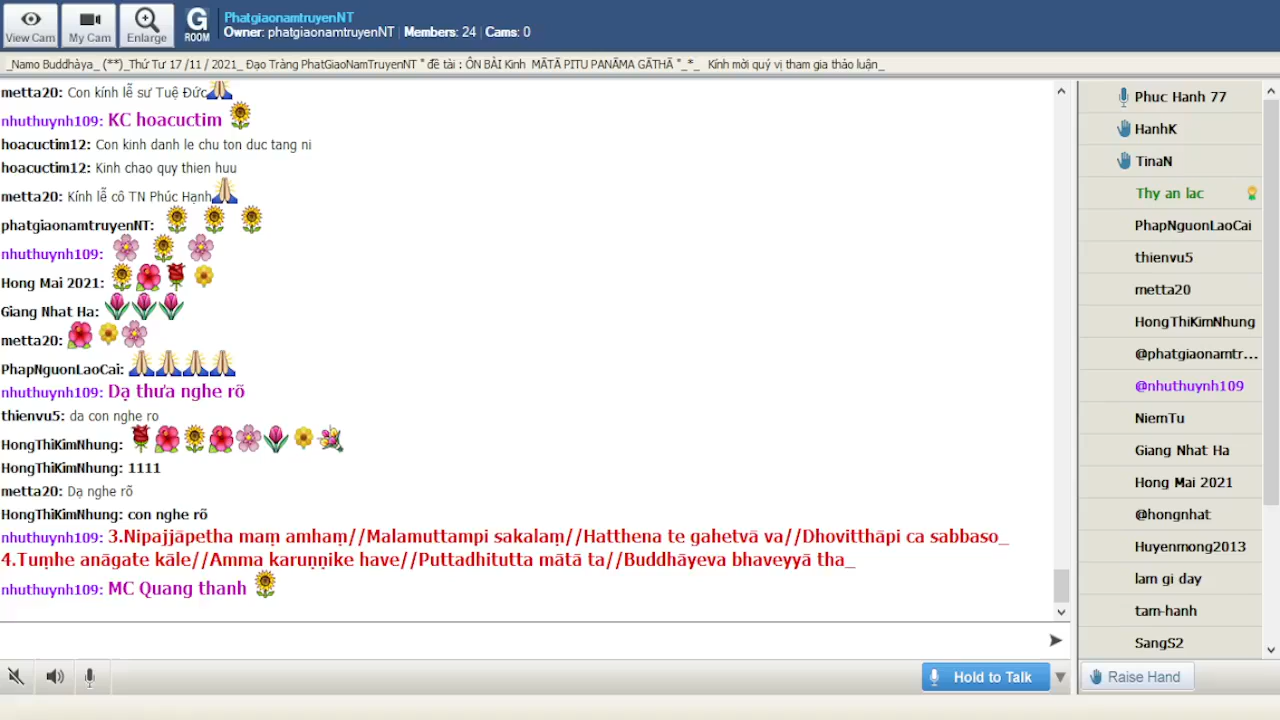 View Cam
My Cam
Enlarge
G
ROOM
PhatgiaonamtruyenNT
Owner: phatgiaonamtruyenNT | Members: 24 | Cams: 0
_Namo Buddhàya_ (**)_Thứ Tư 17 /11 / 2021_ Đạo Tràng PhatGiaoNamTruyenNT " đề tài : ÔN BÀI Kinh MÃTÃ PITU PANÃMA GÃTHÃ "_*_ Kính mời quý vị tham gia thảo luận_
metta20: Con kính lễ sư Tuệ Đức
nhuthuynh109: KC hoacuctim
hoacuctim12: Con kinh danh le chu ton duc tang ni
hoacuctim12: Kinh chao quy thien huu
metta20: Kính lễ cô TN Phúc Hạnh
phatgiaonamtruyenNT:
nhuthuynh109:
Hong Mai 2021:
Giang Nhat Ha:
metta20:
PhapNguonLaoCai:
nhuthuynh109: Dạ thưa nghe rõ
thienvu5: da con nghe ro
HongThiKimNhung:
HongThiKimNhung: 1111
metta20: Dạ nghe rõ
HongThiKimNhung: con nghe rõ
nhuthuynh109: 3.Nipajjāpetha maṃ amhaṃ//Malamuttampi sakalaṃ//Hatthena te gahetvā va//Dhovitthāpi ca sabbaso_
4.Tuṃhe anāgate kāle//Amma karuṇṇike have//Puttadhitutta mātā ta//Buddhāyeva bhaveyyā tha_
nhuthuynh109: MC Quang thanh
Phuc Hanh 77
HanhK
TinaN
Thy an lac
PhapNguonLaoCai
thienvu5
metta20
HongThiKimNhung
@phatgiaonamtr...
@nhuthuynh109
NiemTu
Giang Nhat Ha
Hong Mai 2021
@hongnhat
Huyenmong2013
lam gi day
tam-hanh
SangS2
Hold to Talk
Raise Hand